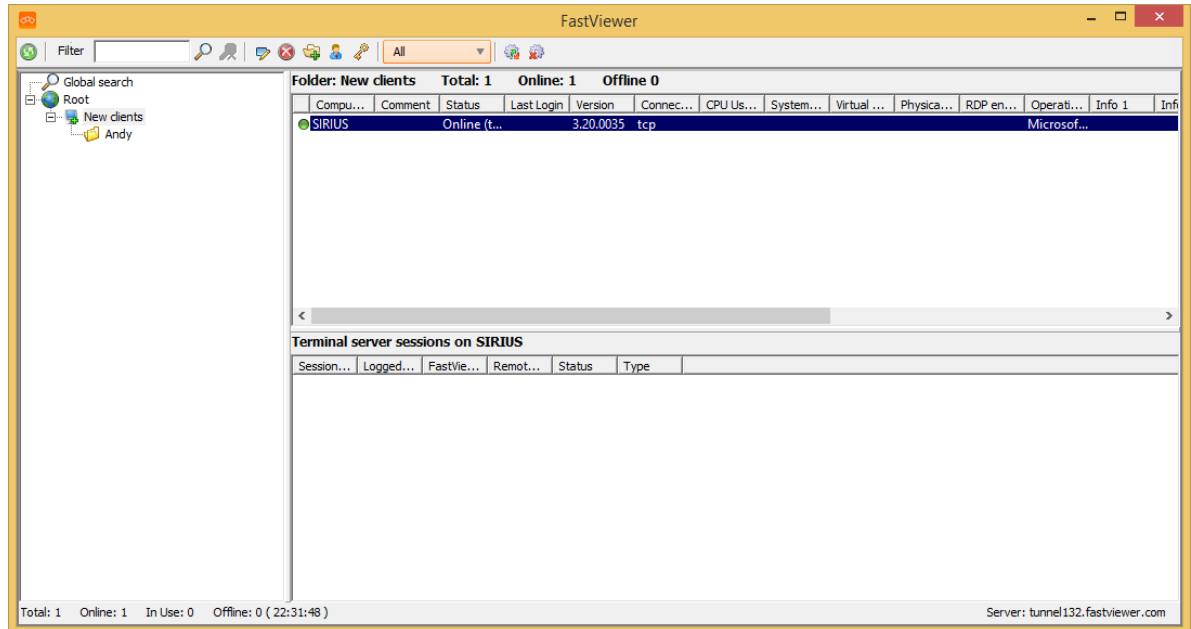 FastViewer
Filter All
Global search
Root
New clients
Andy
Folder: New clients Total: 1 Online: 1 Offline 0
Compu... Comment Status Last Login Version Connec... CPU Us... System... Virtual ... Physica... RDP en... Operati... Info 1 Inf
SIRIUS Online (t... 3.20.0035 tcp Microsof...
Terminal server sessions on SIRIUS
Session... Logged... FastVie... Remot... Status Type
Total: 1 Online: 1 In Use: 0 Offline: 0 ( 22:31:48 ) Server: tunnel132.fastviewer.com